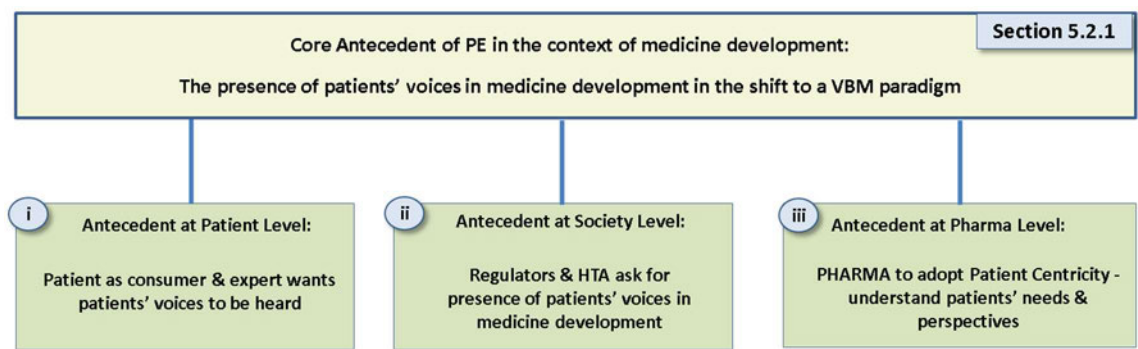 Section 5.2.1
Core Antecedent of PE in the context of medicine development:
The presence of patients' voices in medicine development in the shift to a VBM paradigm
i
Antecedent at Patient Level:
Patient as consumer & expert wants
patients' voices to be heard
ii
Antecedent at Society Level:
Regulators & HTA ask for
presence of patients' voices in
medicine development
iii
Antecedent at Pharma Level:
PHARMA to adopt Patient Centricity -
understand patients' needs &
perspectives